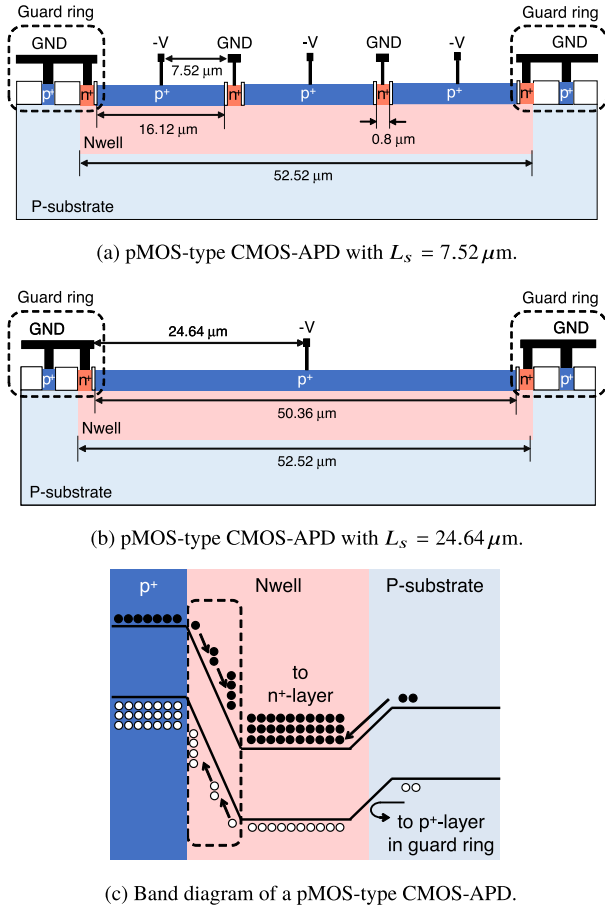 Guard ring
Guard ring
GND
-V
GND
GND
-V
GND
-V
7.52 μm
p⁺
n⁺
p⁺
n⁺
p⁺
n⁺
p⁺
n⁺
p⁺
16.12 μm
0.8 μm
Nwell
52.52 μm
P-substrate
(a) pMOS-type CMOS-APD with Lₛ = 7.52 μm.
Guard ring
Guard ring
GND
24.64 μm
-V
GND
p⁺
n⁺
p⁺
n⁺
p⁺
50.36 μm
Nwell
52.52 μm
P-substrate
(b) pMOS-type CMOS-APD with Lₛ = 24.64 μm.
p⁺
Nwell
P-substrate
to
n⁺-layer
to p⁺-layer
in guard ring
(c) Band diagram of a pMOS-type CMOS-APD.